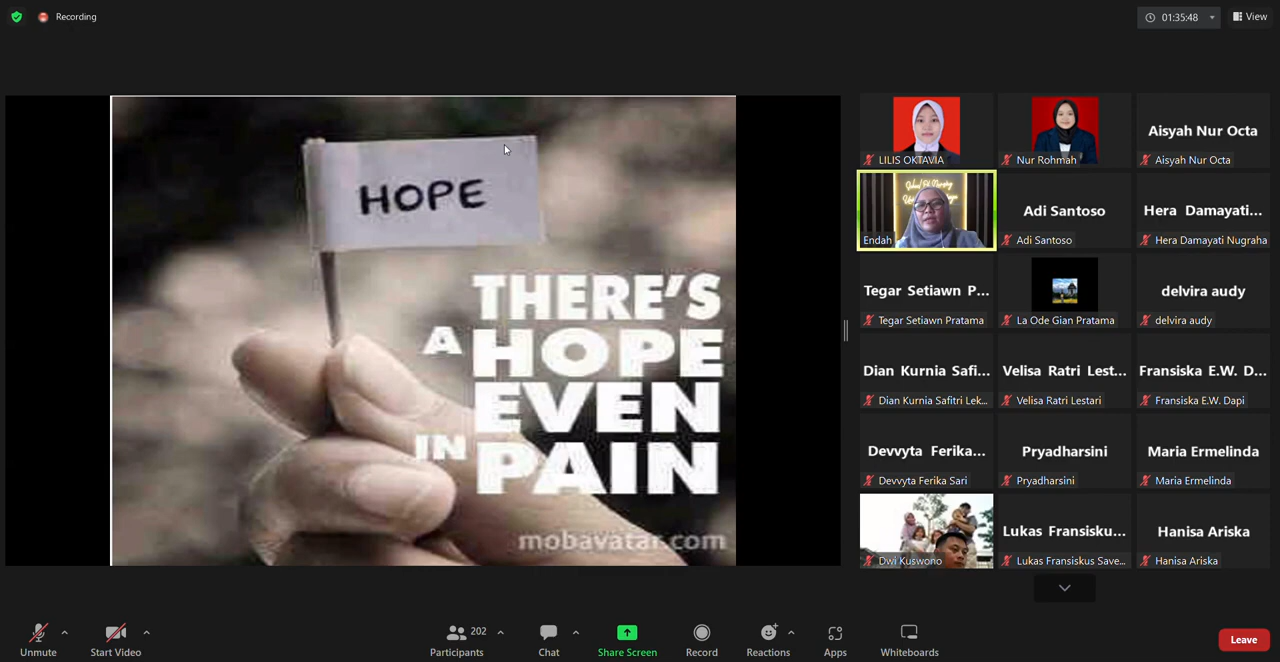 Recording
01:35:48
View
HOPE
THERE'S
A HOPE
EVEN
IN PAIN
mobavatar.com
LILIS OKTAVIA
Nur Rohmah
Aisyah Nur Octa
Aisyah Nur Octa
Endah
Adi Santoso
Adi Santoso
Hera Damayati...
Hera Damayati Nugraha
Tegar Setiawn P...
Tegar Setiawn Pratama
La Ode Gian Pratama
delvira audy
delvira audy
Dian Kurnia Safi...
Dian Kurnia Safitri Lek...
Velisa Ratri Lest...
Velisa Ratri Lestari
Fransiska E.W. D...
Fransiska E.W. Dapi
Devvyta Ferika...
Devvyta Ferika Sari
Pryadharsini
Pryadharsini
Maria Ermelinda
Maria Ermelinda
Dwi Kuswono
Lukas Fransisku...
Lukas Fransiskus Save...
Hanisa Ariska
Hanisa Ariska
Unmute
Start Video
202
Participants
Chat
Share Screen
Record
Reactions
Apps
Whiteboards
Leave